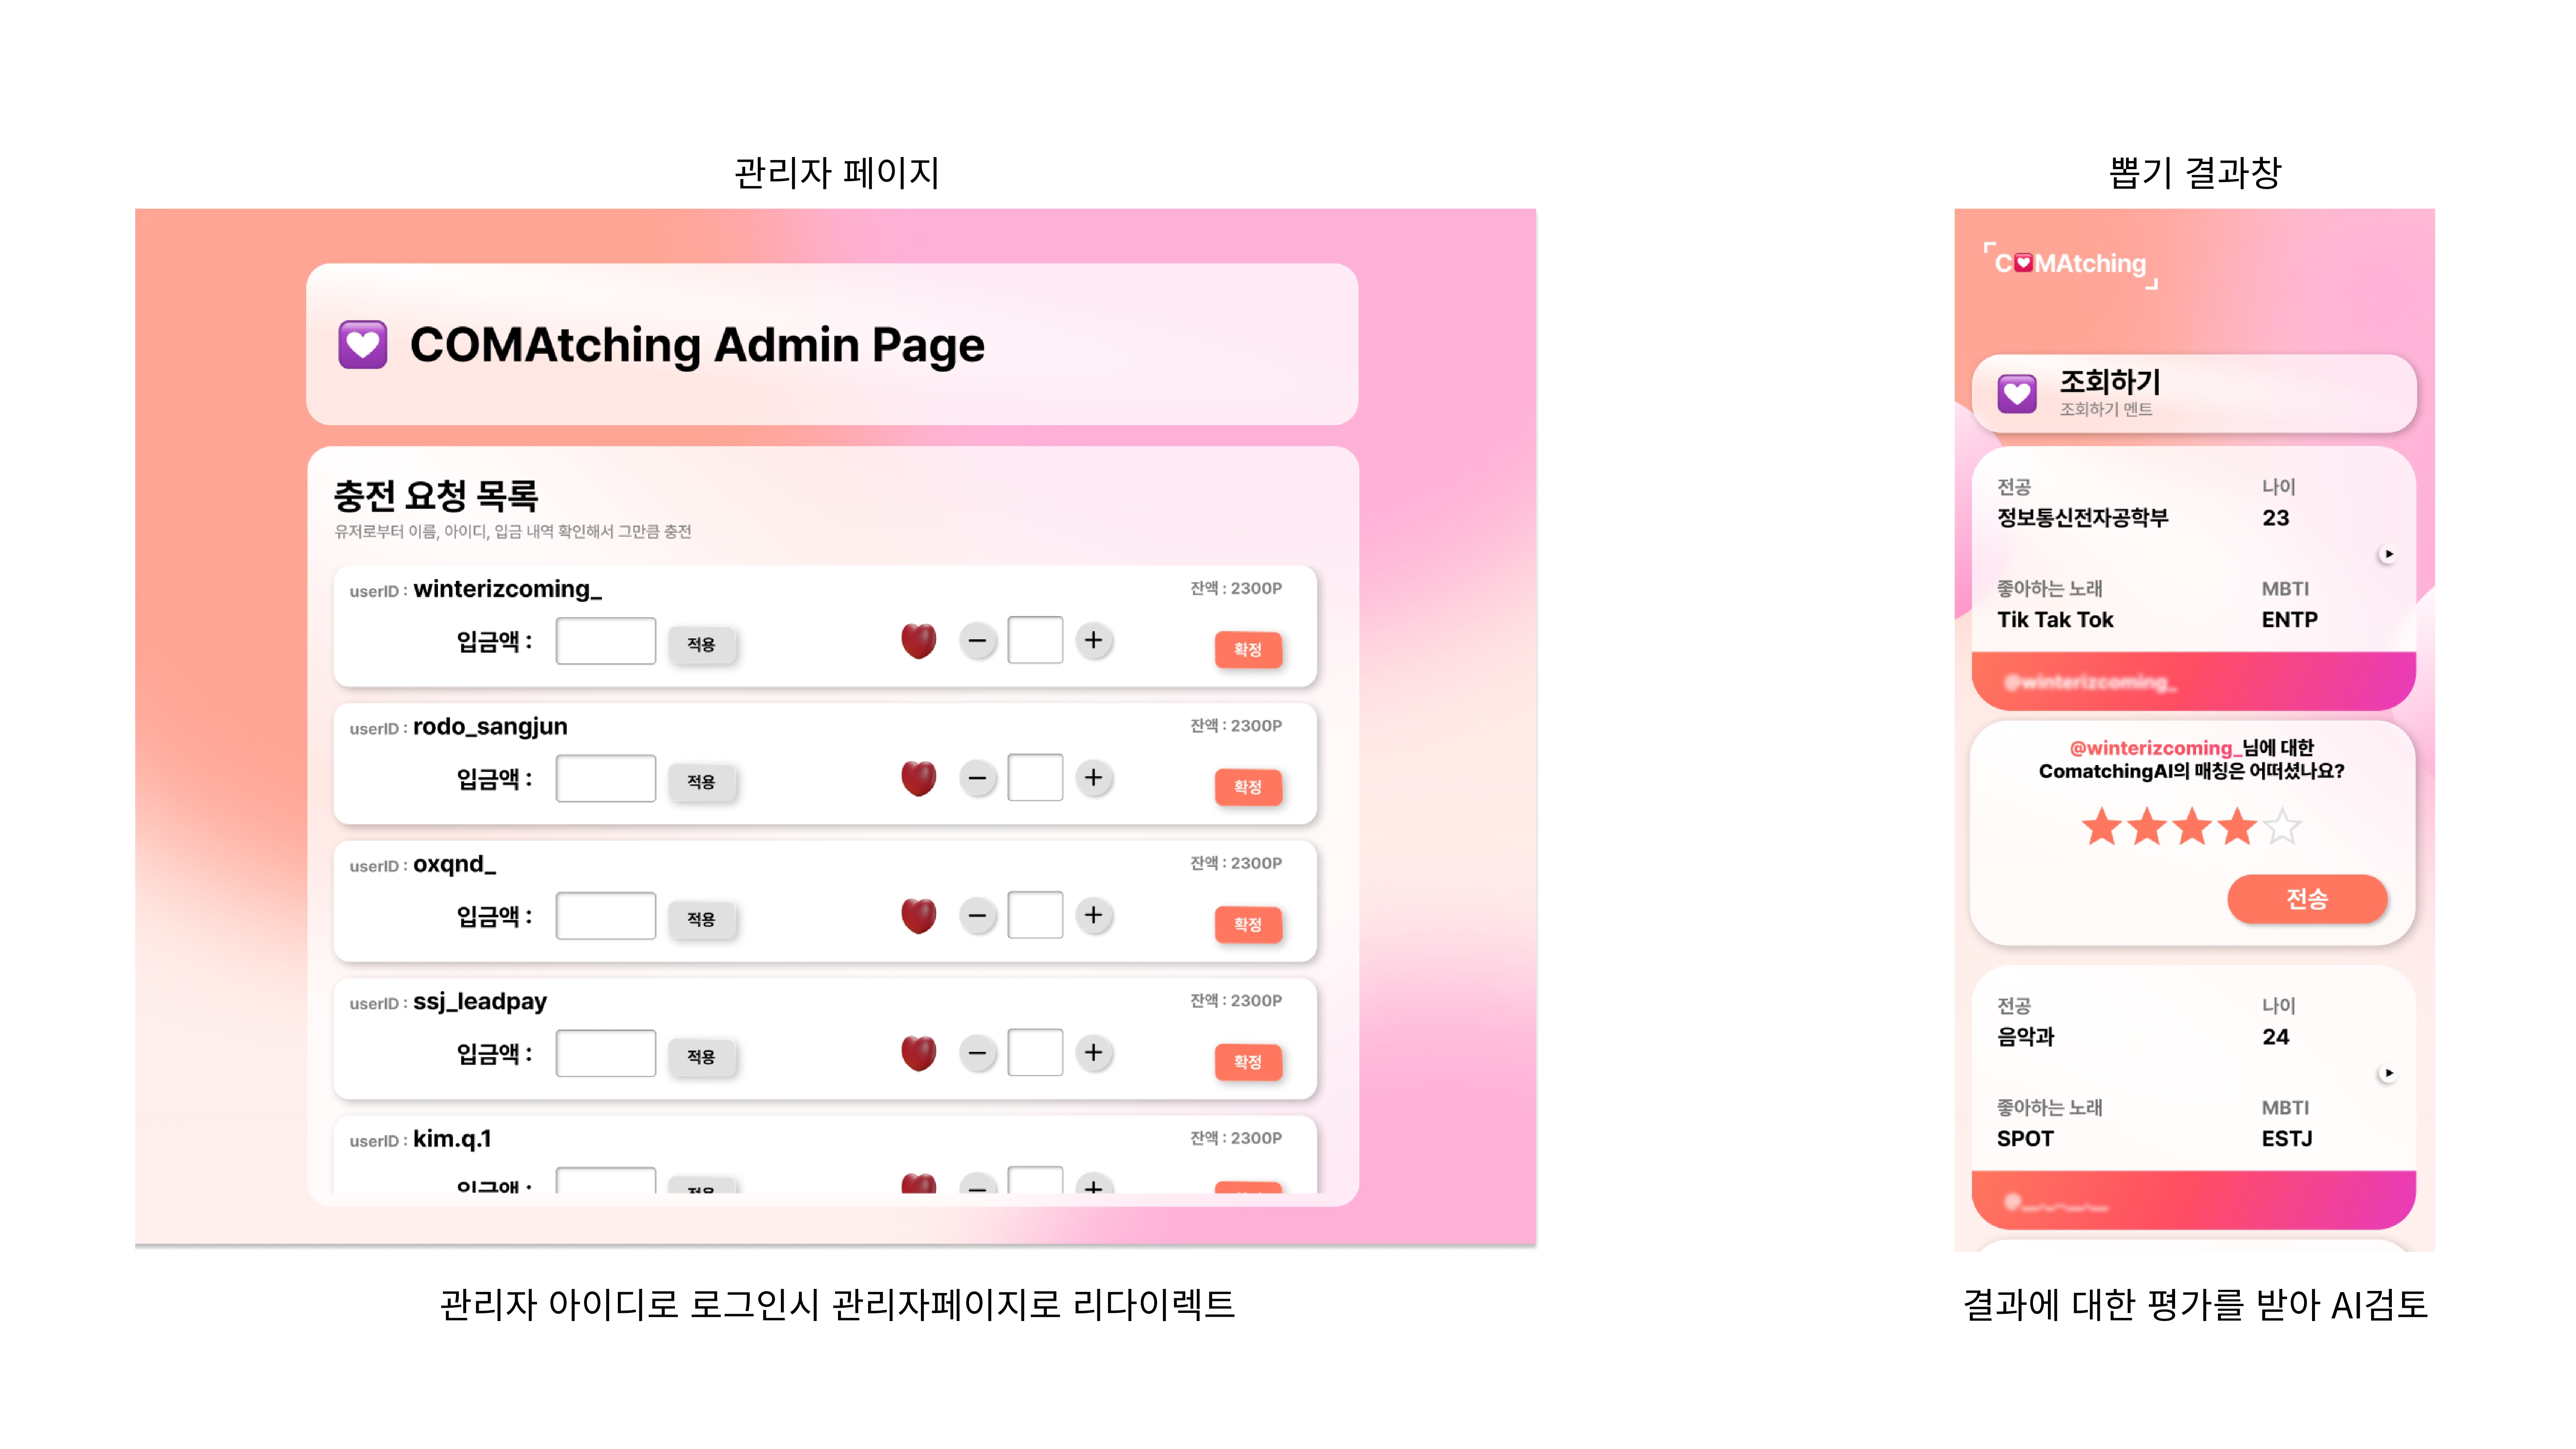 관리자 페이지
COMAtching Admin Page
충전 요청 목록
유저로부터 이름, 아이디, 입금 내역 확인해서 그만큼 충전
userID : winterizcoming_
잔액 : 2300P
입금액 :
적용
확정
userID : rodo_sangjun
잔액 : 2300P
입금액 :
적용
확정
userID : oxqnd_
잔액 : 2300P
입금액 :
적용
확정
userID : ssj_leadpay
잔액 : 2300P
입금액 :
적용
확정
userID : kim.q.1
잔액 : 2300P
입금액 :
적용
관리자 아이디로 로그인시 관리자페이지로 리다이렉트
뽑기 결과창
COMAtching
조회하기
조회하기 멘트
전공
나이
정보통신전자공학부
23
좋아하는 노래
MBTI
Tik Tak Tok
ENTP
@winterizcoming_
@winterizcoming_님에 대한
ComatchingAI의 매칭은 어떠셨나요?
전송
전공
나이
음악과
24
좋아하는 노래
MBTI
SPOT
ESTJ
결과에 대한 평가를 받아 AI검토